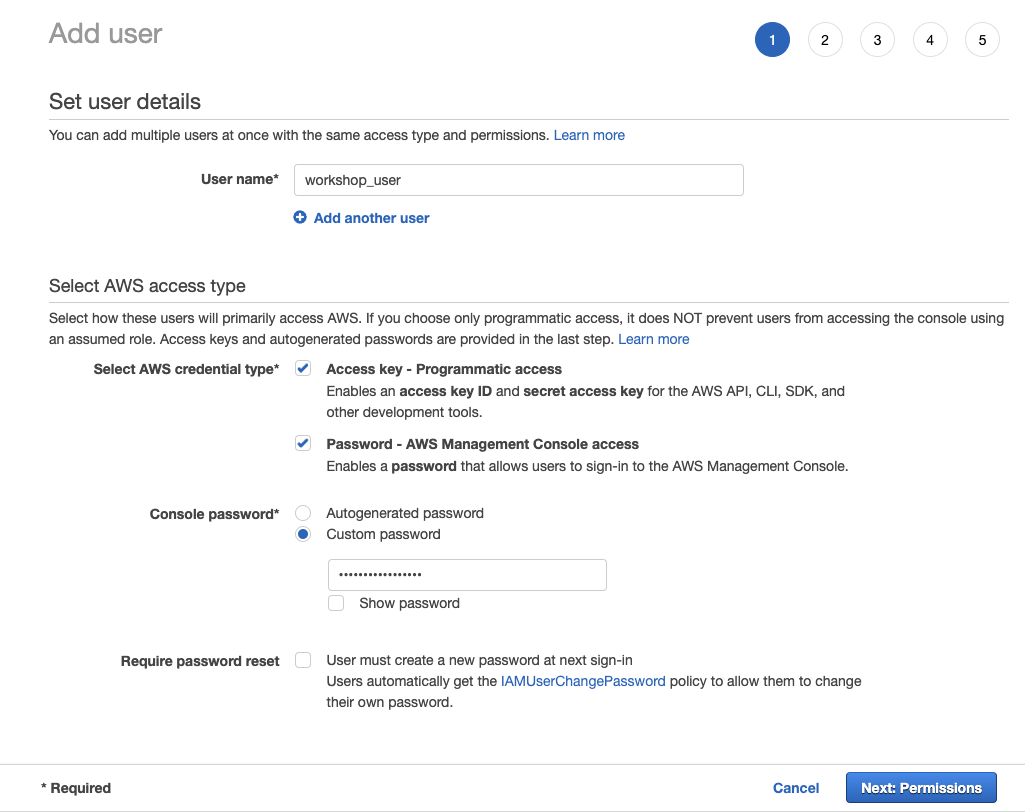 Add user
1 2 3 4 5
Set user details
You can add multiple users at once with the same access type and permissions. Learn more
User name* workshop_user
Add another user
Select AWS access type
Select how these users will primarily access AWS. If you choose only programmatic access, it does NOT prevent users from accessing the console using
an assumed role. Access keys and autogenerated passwords are provided in the last step. Learn more
Select AWS credential type* Access key - Programmatic access
Enables an access key ID and secret access key for the AWS API, CLI, SDK, and
other development tools.
Password - AWS Management Console access
Enables a password that allows users to sign-in to the AWS Management Console.
Console password* Autogenerated password
Custom password
•••••••••••••••••
Show password
Require password reset User must create a new password at next sign-in
Users automatically get the IAMUserChangePassword policy to allow them to change
their own password.
* Required Cancel Next: Permissions